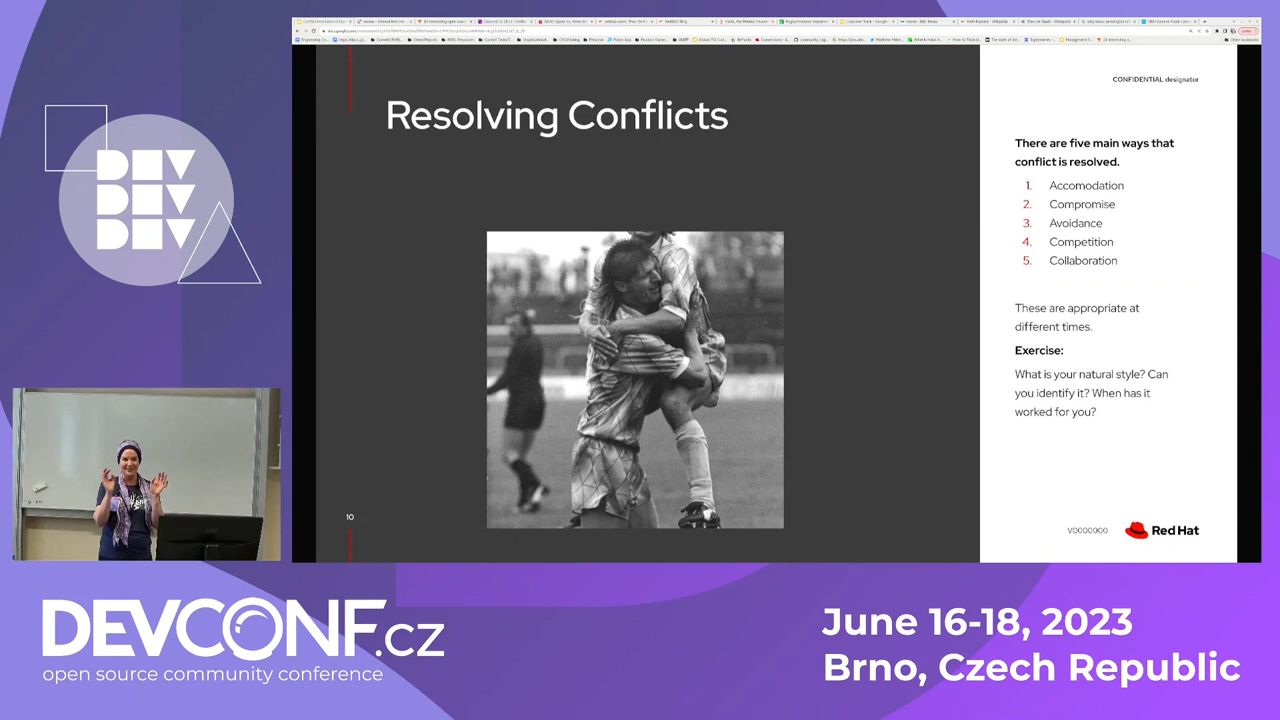 DEV
DEV
DEV
Resolving Conflicts
CONFIDENTIAL designator
There are five main ways that
conflict is resolved.
1. Accomodation
2. Compromise
3. Avoidance
4. Competition
5. Collaboration
These are appropriate at
different times.
Exercise:
What is your natural style? Can
you identify it? When has it
worked for you?
10
V0000000
Red Hat
DEVCONF.cz
open source community conference
June 16-18, 2023
Brno, Czech Republic